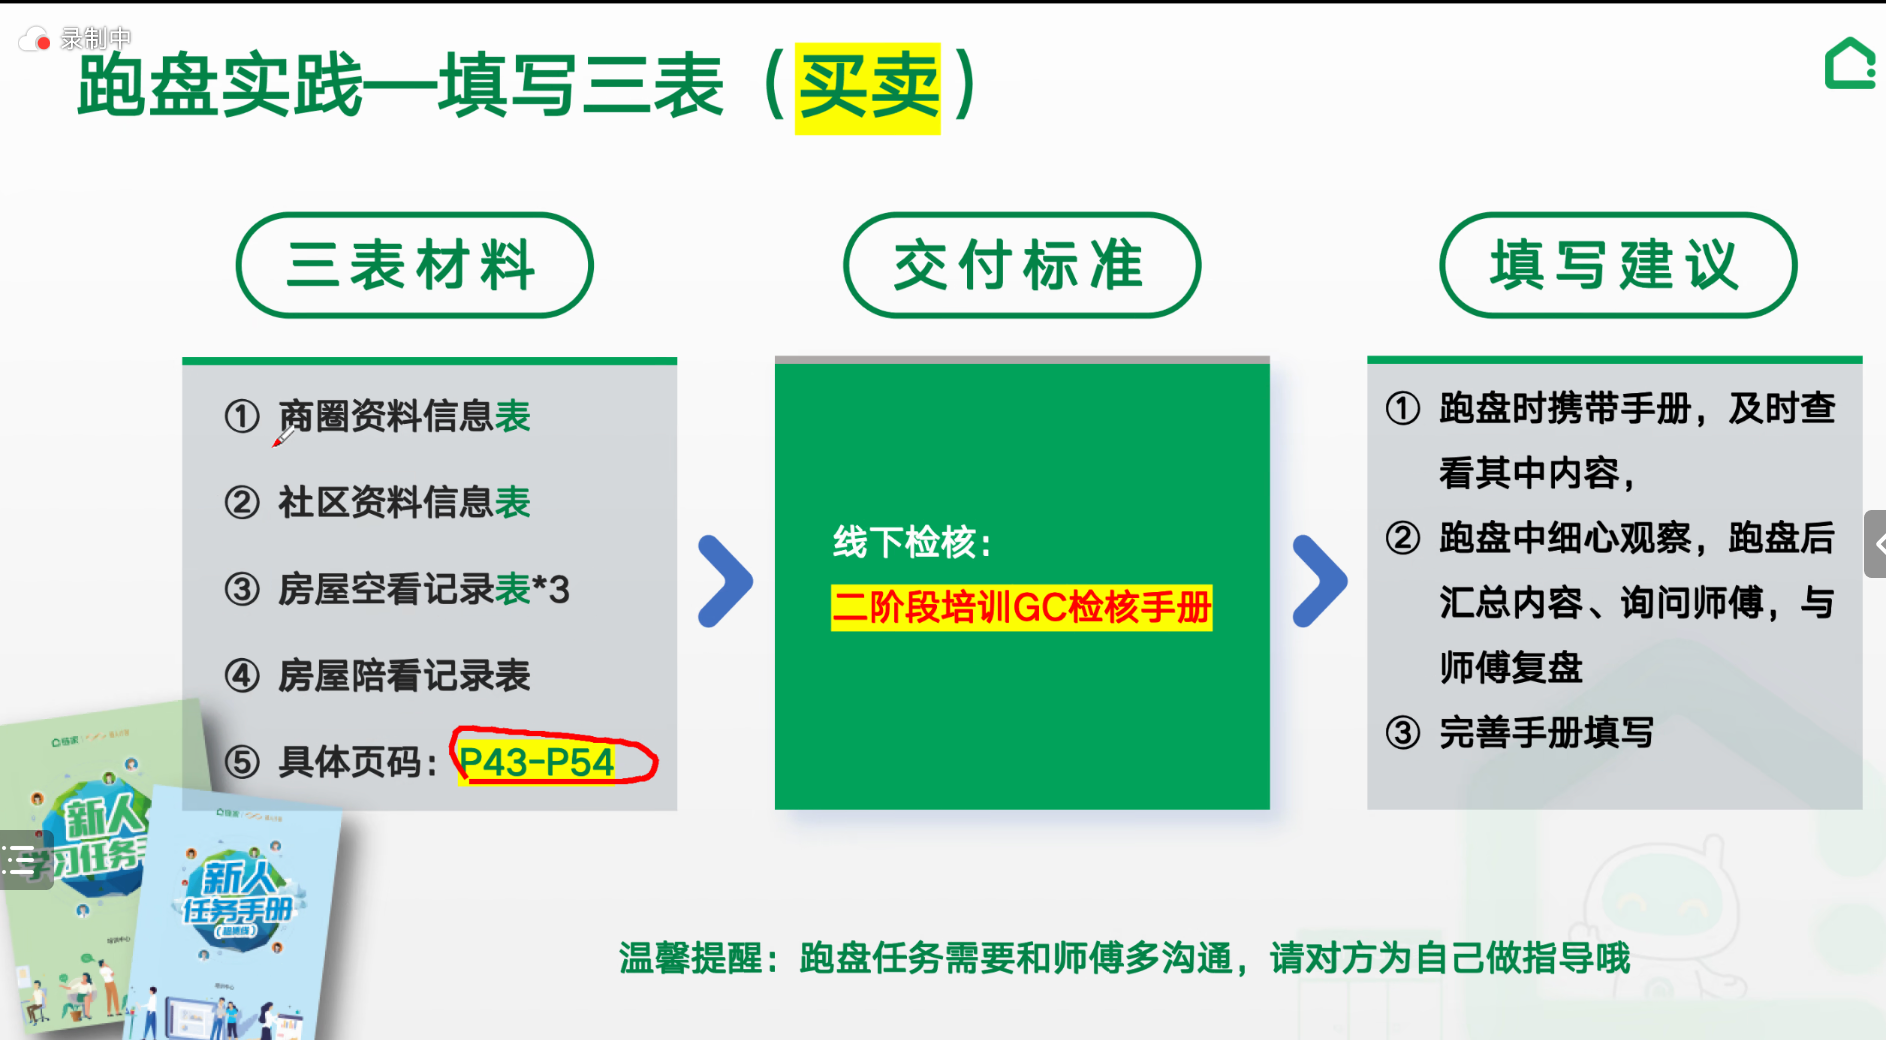 录制中
跑盘实践—填写三表（买卖）
三表材料
① 商圈资料信息表
② 社区资料信息表
③ 房屋空看记录表*3
④ 房屋陪看记录表
⑤ 具体页码：P43-P54
交付标准
线下检核：
二阶段培训GC检核手册
填写建议
① 跑盘时携带手册，及时查
看其中内容，
② 跑盘中细心观察，跑盘后
汇总内容、询问师傅，与
师傅复盘
③ 完善手册填写
新人
学习任务手
培训中心
新人
任务手册
温馨提醒：跑盘任务需要和师傅多沟通，请对方为自己做指导哦